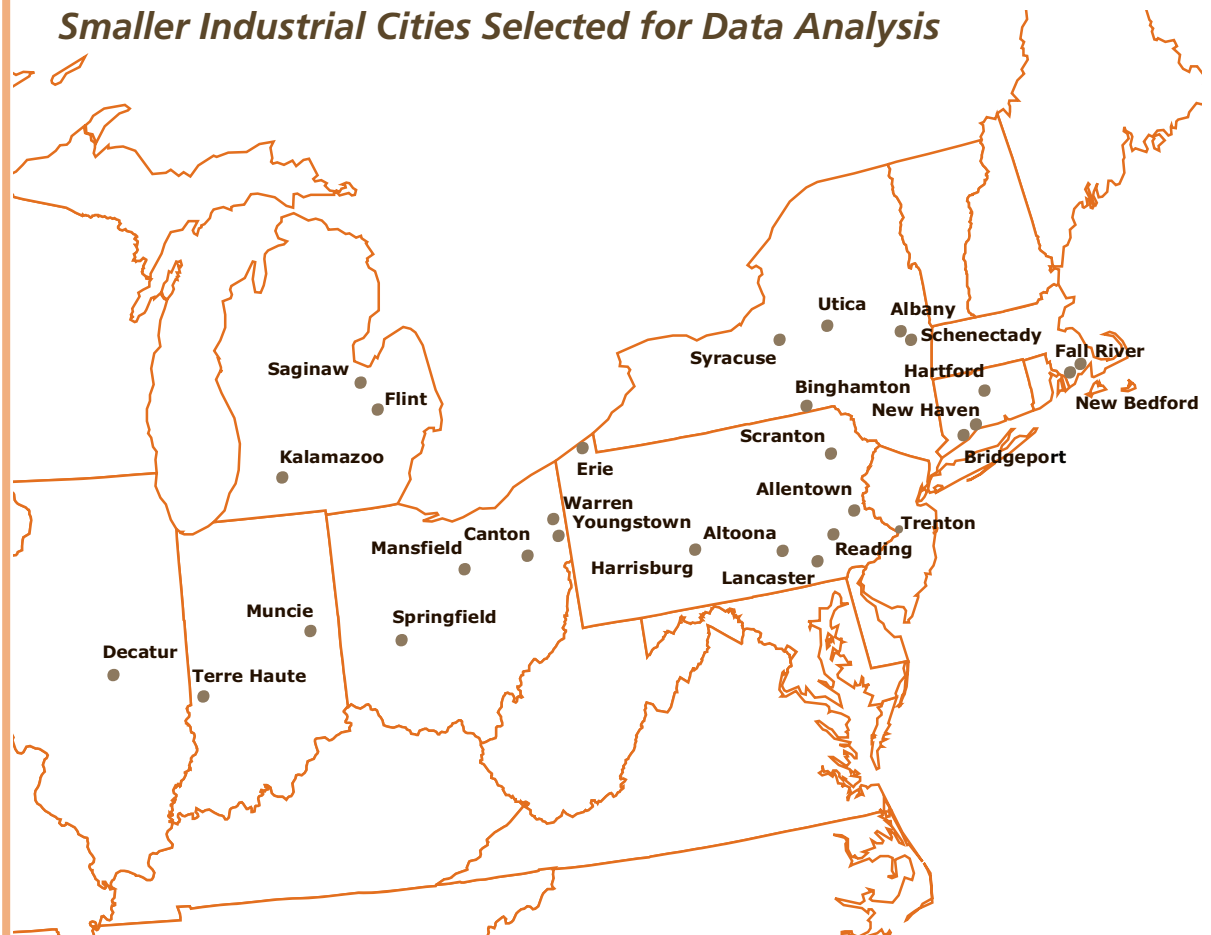 Smaller Industrial Cities Selected for Data Analysis
Utica
Albany
Schenectady
Syracuse
Fall River
Hartford
Saginaw
Binghamton
Flint
New Bedford
New Haven
Scranton
Kalamazoo
Bridgeport
Erie
Allentown
Warren
Youngstown
Trenton
Canton
Altoona
Mansfield
Reading
Harrisburg
Lancaster
Muncie
Springfield
Decatur
Terre Haute